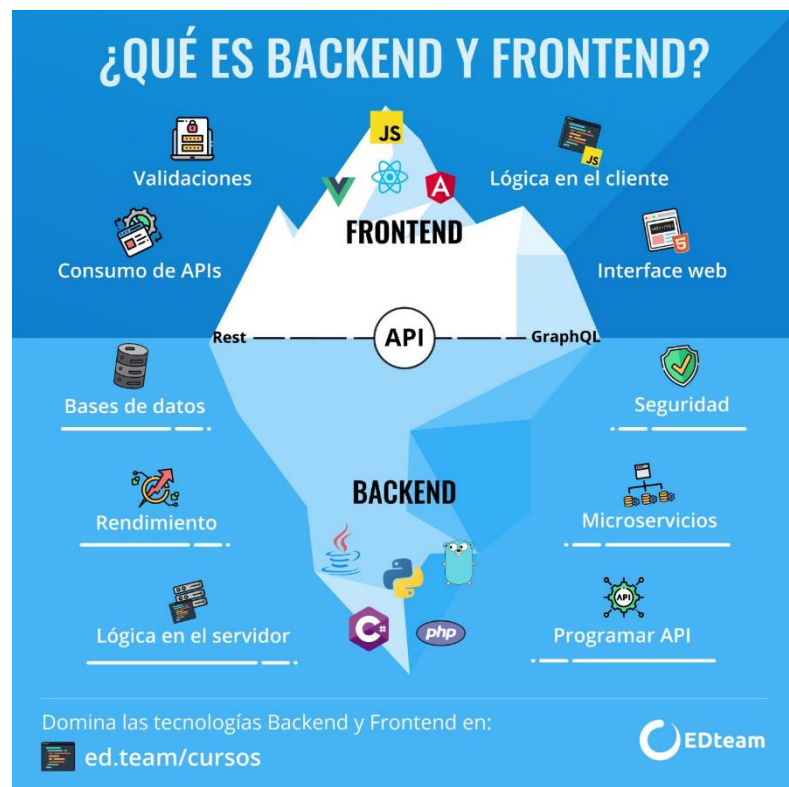 ¿QUÉ ES BACKEND Y FRONTEND?
JS
Validaciones
JS
Lógica en el cliente
A
FRONTEND
Consumo de APIs
5
Interface web
Rest
API
GraphQL
Bases de datos
Seguridad
BACKEND
Rendimiento
Microservicios
API
C#
php
Lógica en el servidor
Programar API
Domina las tecnologías Backend y Frontend en:
ed.team/cursos
EDteam